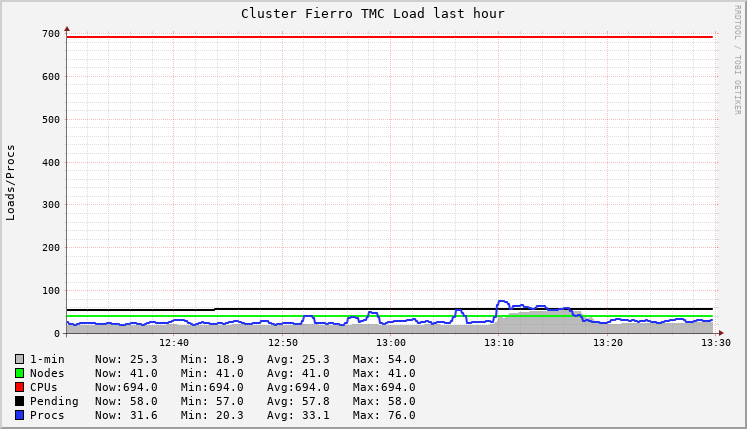 Cluster Fierro TMC Load last hour
RRDTOOL / TOBI OETIKER
Loads/Procs
700
600
500
400
300
200
100
0
12:40 12:50 13:00 13:10 13:20 13:30
1-min Now: 25.3 Min: 18.9 Avg: 25.3 Max: 54.0
Nodes Now: 41.0 Min: 41.0 Avg: 41.0 Max: 41.0
CPUs Now:694.0 Min:694.0 Avg:694.0 Max:694.0
Pending Now: 58.0 Min: 57.0 Avg: 57.8 Max: 58.0
Procs Now: 31.6 Min: 20.3 Avg: 33.1 Max: 76.0